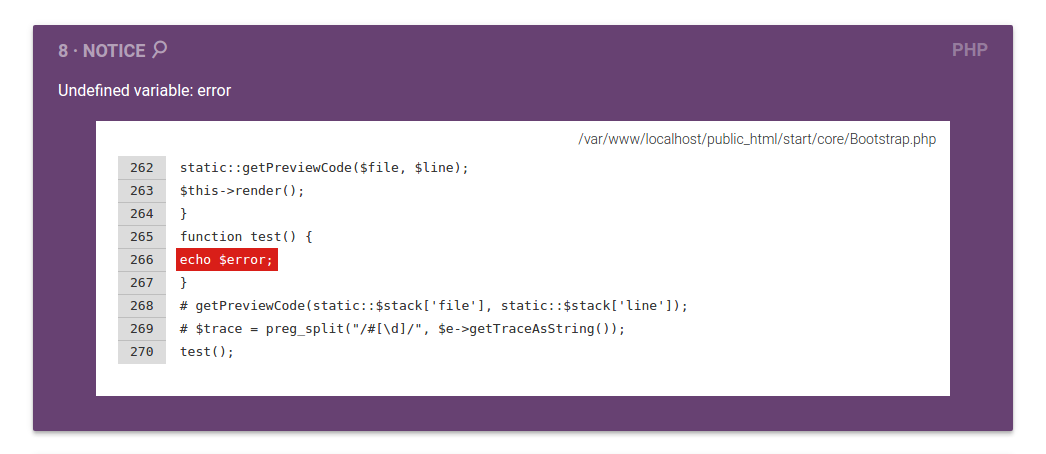 8 · NOTICE
PHP
Undefined variable: error
/var/www/localhost/public_html/start/core/Bootstrap.php
262 static::getPreviewCode($file, $line);
263 $this->render();
264 }
265 function test() {
266 echo $error;
267 }
268 # getPreviewCode(static::$stack['file'], static::$stack['line']);
269 # $trace = preg_split("/#[\d]/", $e->getTraceAsString());
270 test();